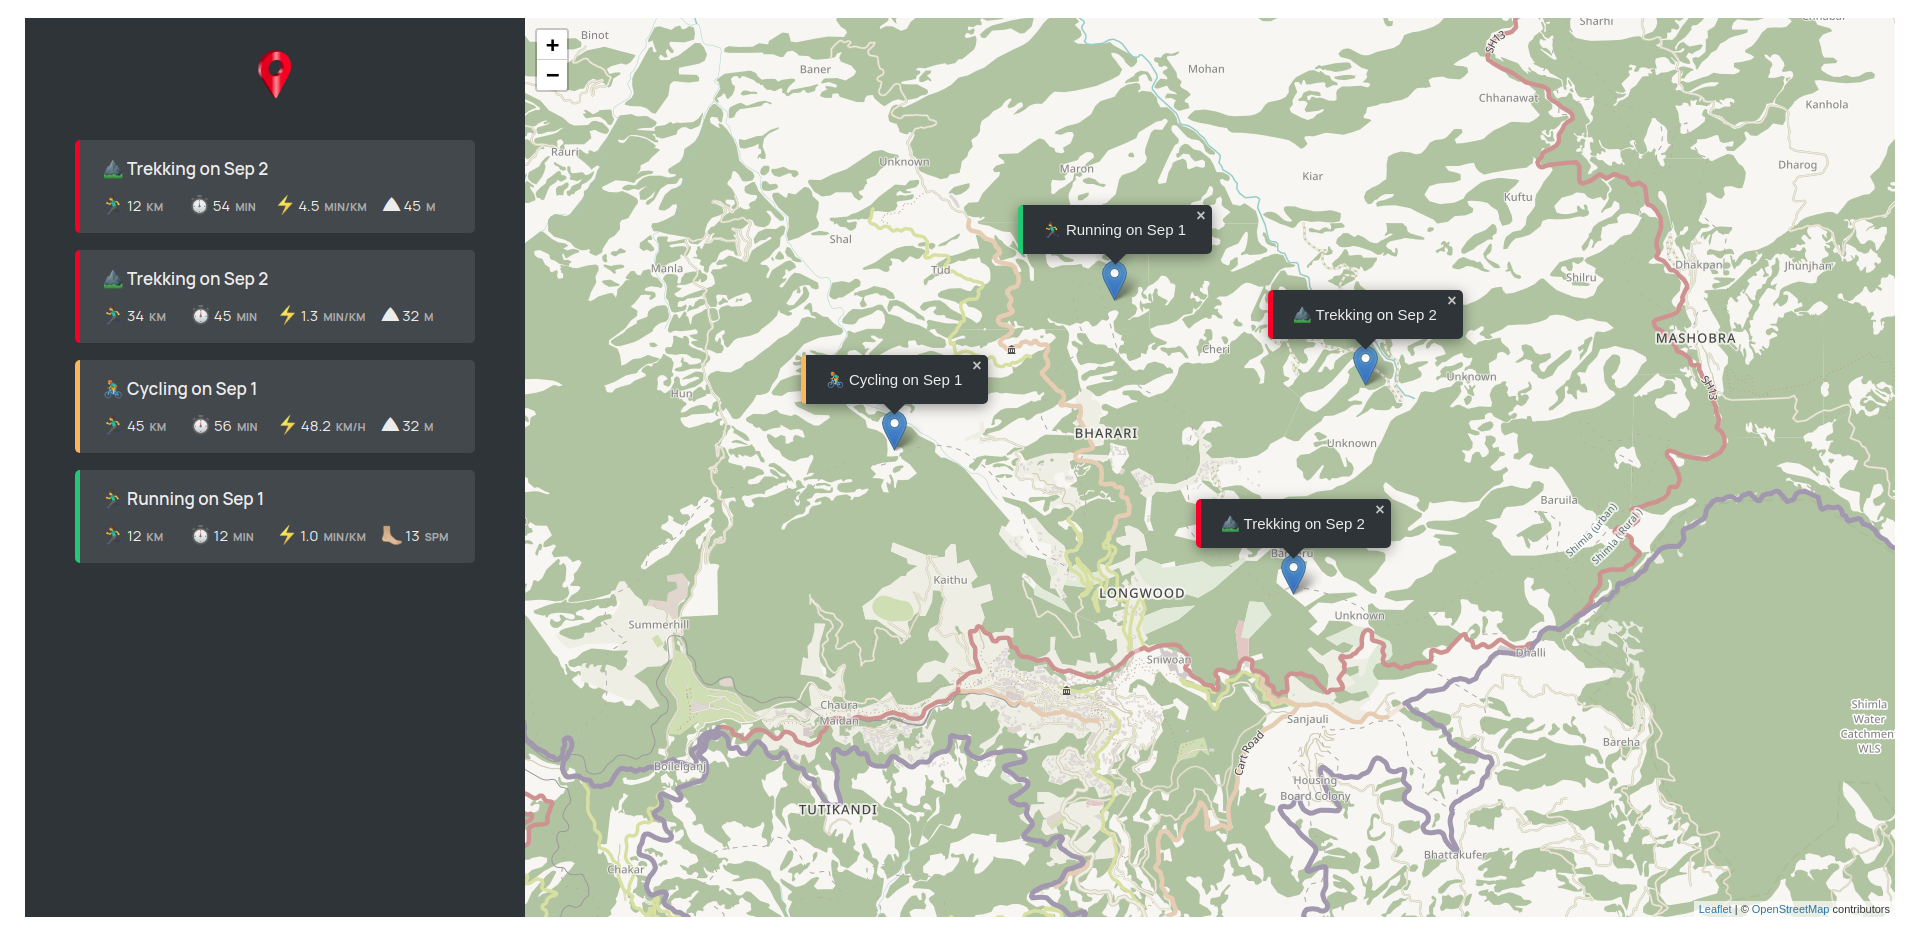 Trekking on Sep 2
12 KM 54 MIN 4.5 MIN/KM 45 M
Trekking on Sep 2
34 KM 45 MIN 1.3 MIN/KM 32 M
Cycling on Sep 1
45 KM 56 MIN 48.2 KM/H 32 M
Running on Sep 1
12 KM 12 MIN 1.0 MIN/KM 13 SPM
+
−
Binot
Baner
Mohan
SH13
Sharhi
Chhanawat
Kanhola
Rauri
Unknown
Maron
Kiar
Dharog
Kuftu
Running on Sep 1 ×
Shal
Manla
Tud
Dhakpan
Jhunjhan
Shilru
Trekking on Sep 2 ×
MASHOBRA
Cheri
Cycling on Sep 1 ×
Unknown
SH13
Hun
BHARARI
Unknown
Baruila
Shimla (urban)
Shimla (Rural)
Trekking on Sep 2 ×
Kaithu
LONGWOOD
Summerhill
Unknown
Sniwoan
Dhalli
Chaura
Maidan
Sanjauli
Shimla
Water
Catchmen
WLS
Cart Road
Bareha
Boileiganj
Housing
Board Colony
TUTIKANDI
Bhattakufer
Chakar
Leaflet | © OpenStreetMap contributors